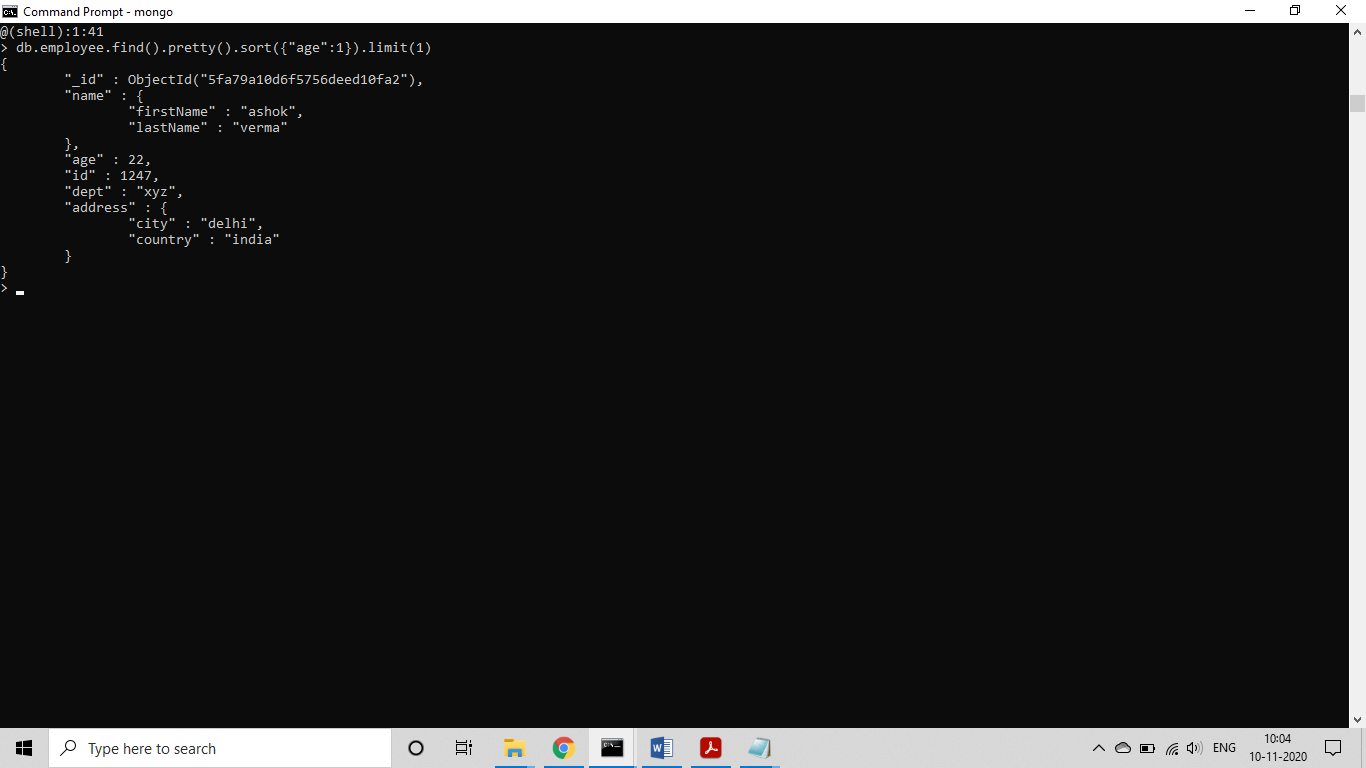 Command Prompt - mongo
@(shell):1:41
> db.employee.find().pretty().sort({"age":1}).limit(1)
{
        "_id" : ObjectId("5fa79a10d6f5756deed10fa2"),
        "name" : {
                "firstName" : "ashok",
                "lastName" : "verma"
        },
        "age" : 22,
        "id" : 1247,
        "dept" : "xyz",
        "address" : {
                "city" : "delhi",
                "country" : "india"
        }
}
>
Type here to search
ENG
10:04
10-11-2020